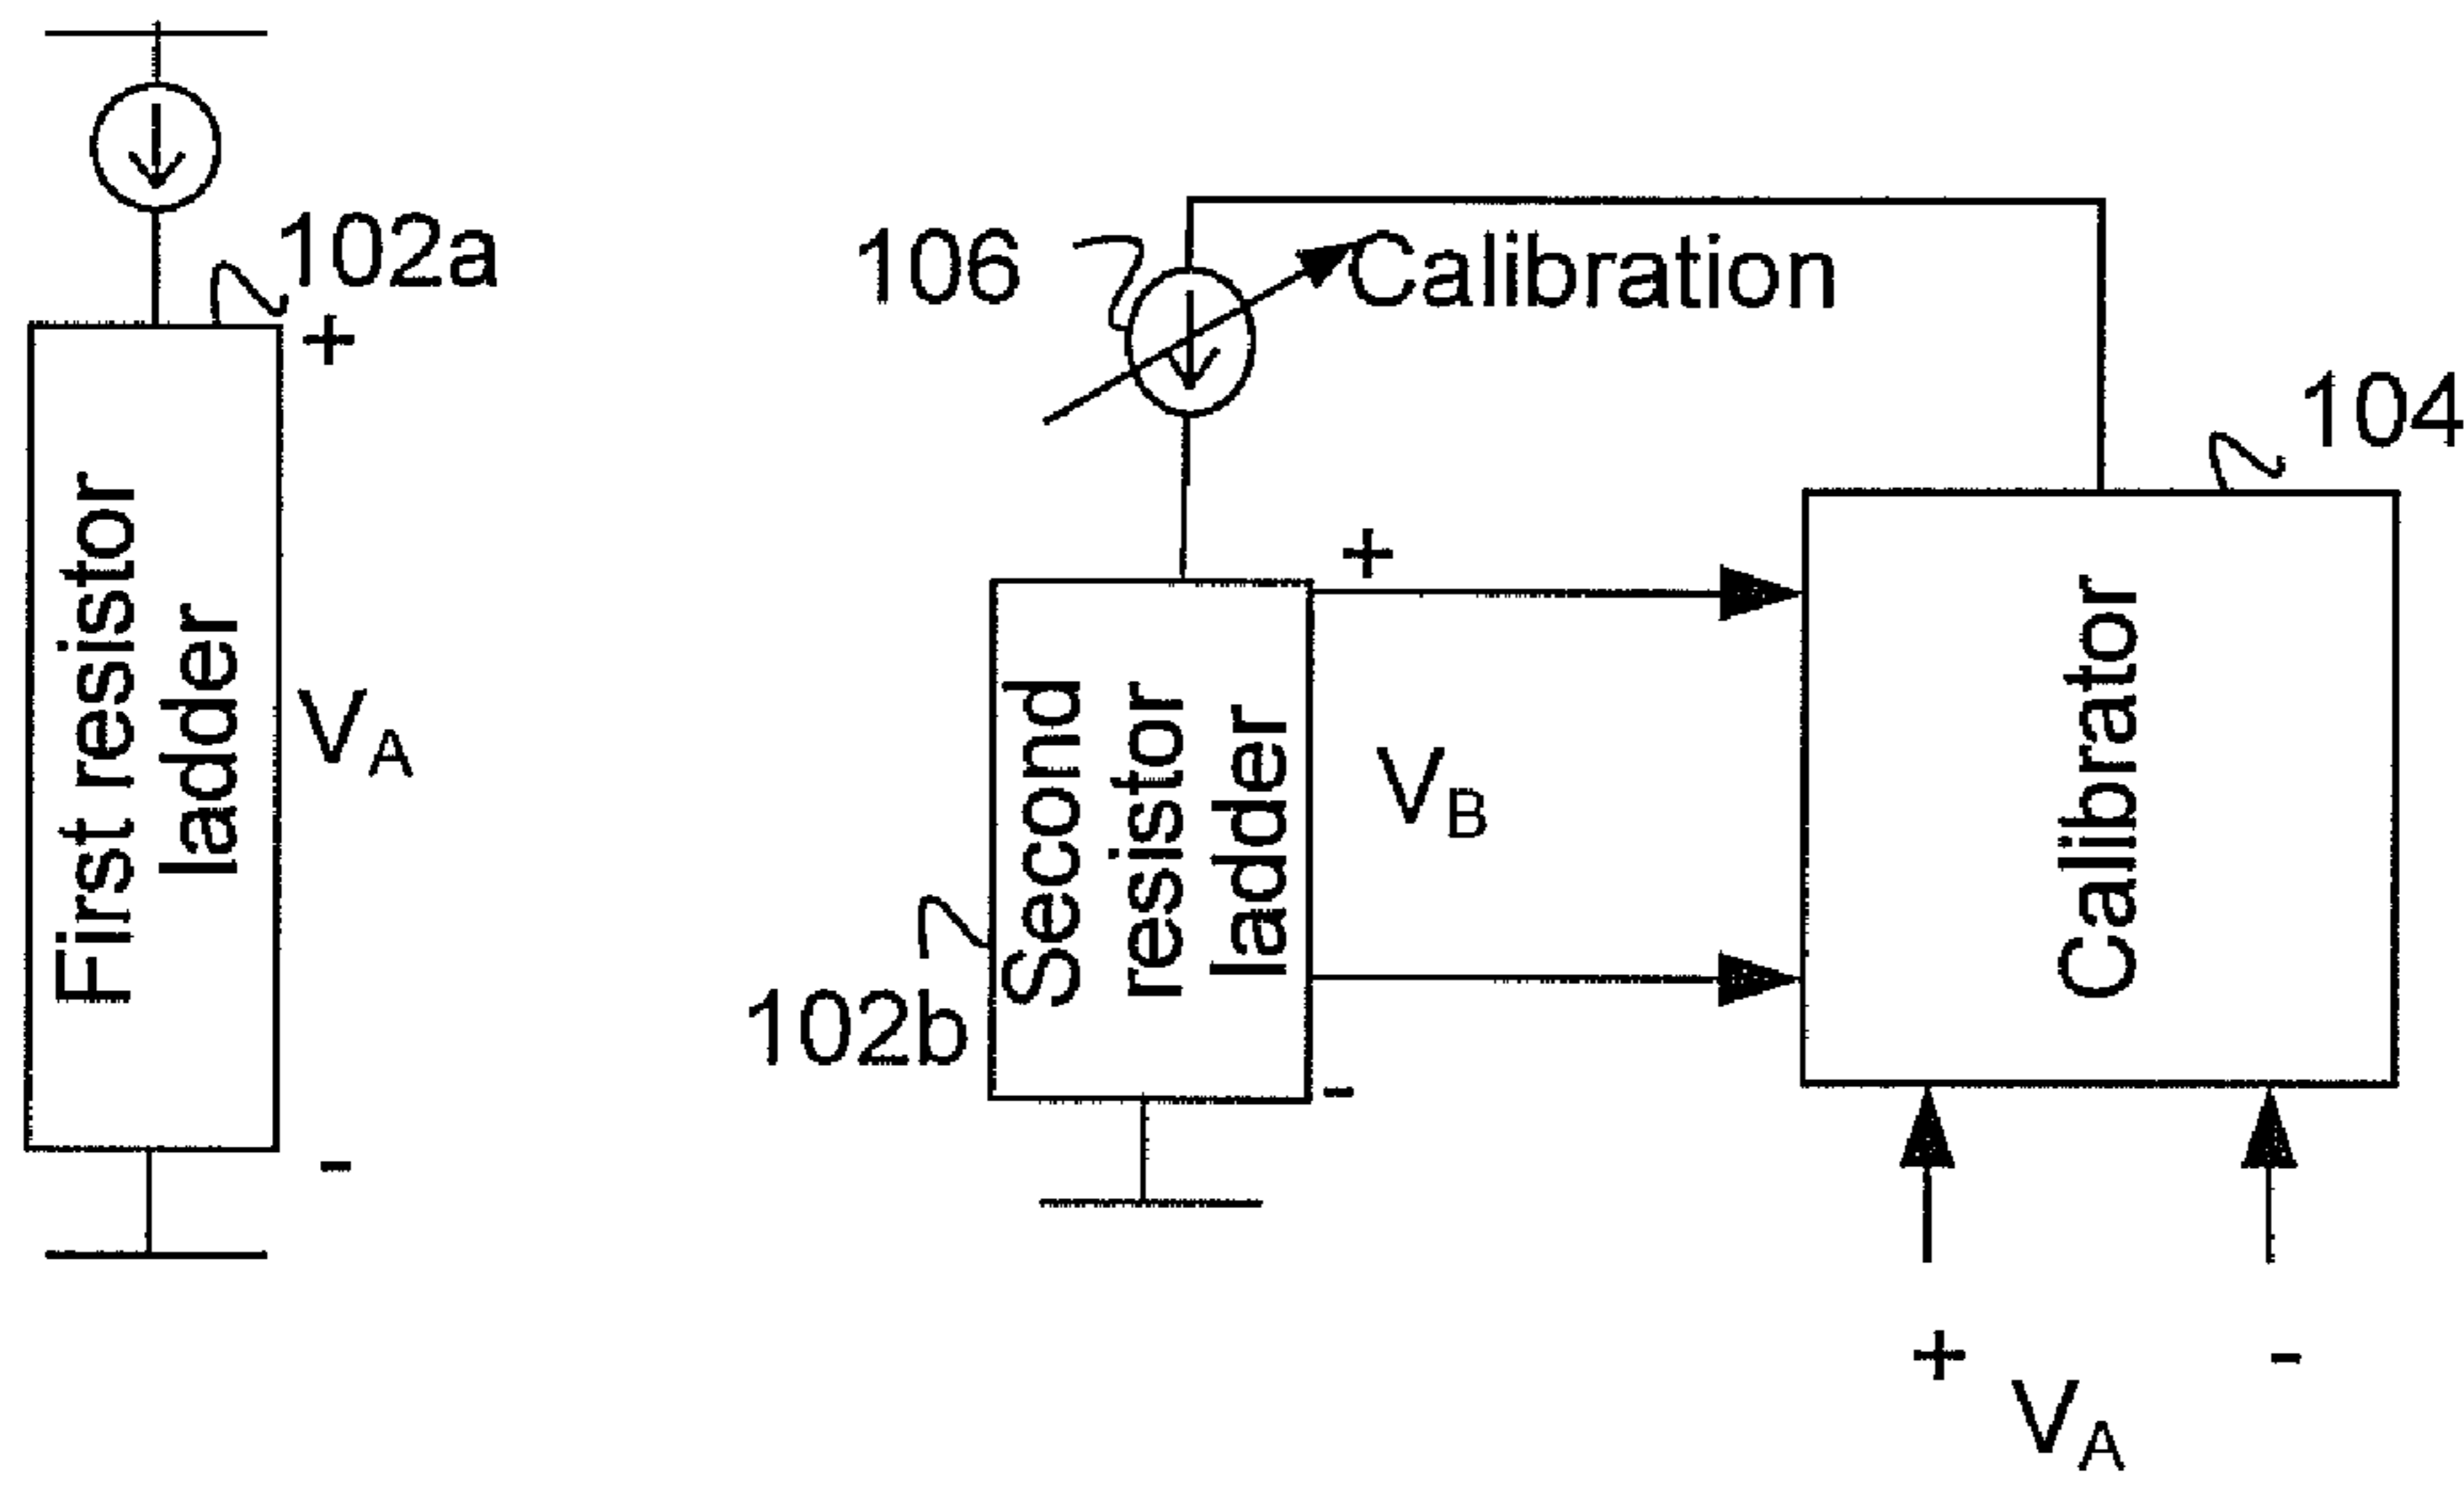 102a
+
First resistor
ladder
VA
-
106
Calibration
+
Second
resistor
ladder
VB
102b
-
104
Calibrator
+
-
VA